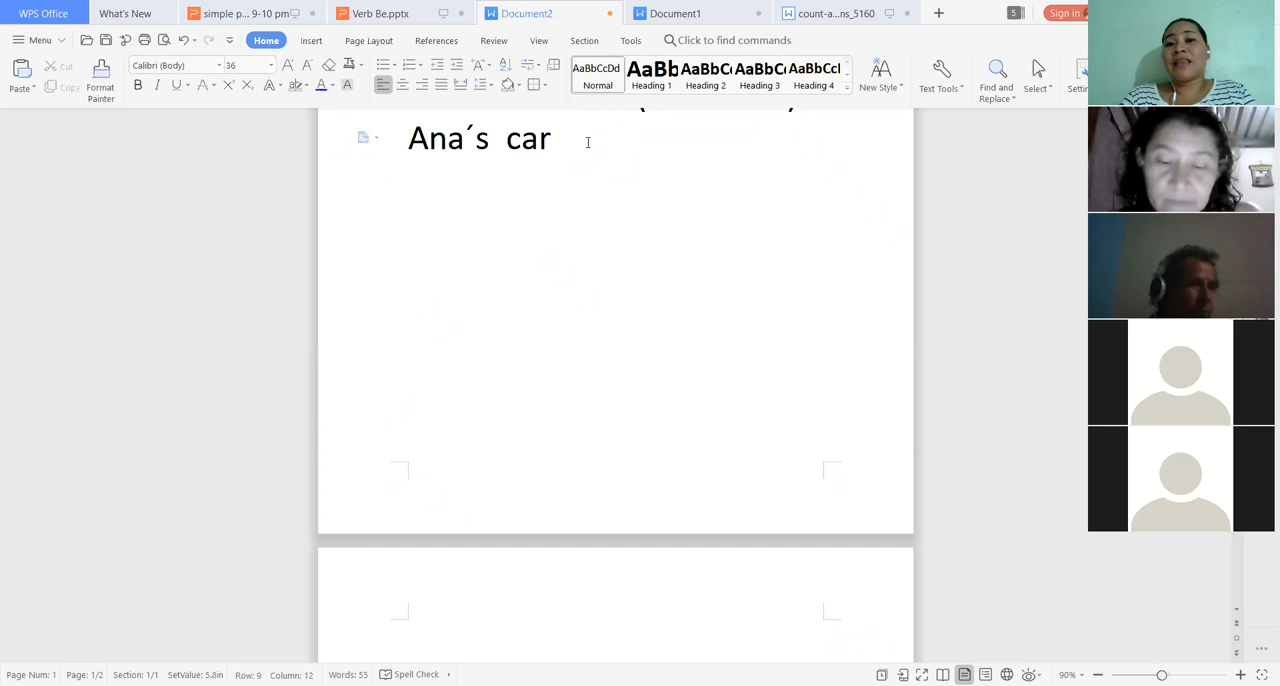 WPS Office What's New simple p... 9-10 pm Verb Be.pptx Document2 Document1 count-a...ns_5160 5 Sign in
Menu Home Insert Page Layout References Review View Section Tools Click to find commands
Paste Cut Copy Format Painter Calibri (Body) 36 AaBbCcDd Normal AaBb Heading 1 AaBbC Heading 2 AaBbC Heading 3 AaBbCcl Heading 4 New Style Text Tools Find and Replace Select
Ana´s car
Page Num: 1 Page: 1/2 Section: 1/1 SetValue: 5.8in Row: 9 Column: 12 Words: 55 Spell Check 90%